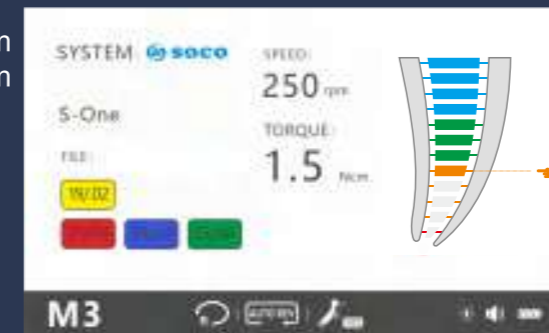 n
n
SYSTEM soco
SPEED:
250 rpm
S-One
TORQUE:
1.5 Ncm
FILE:
19/.02
M3